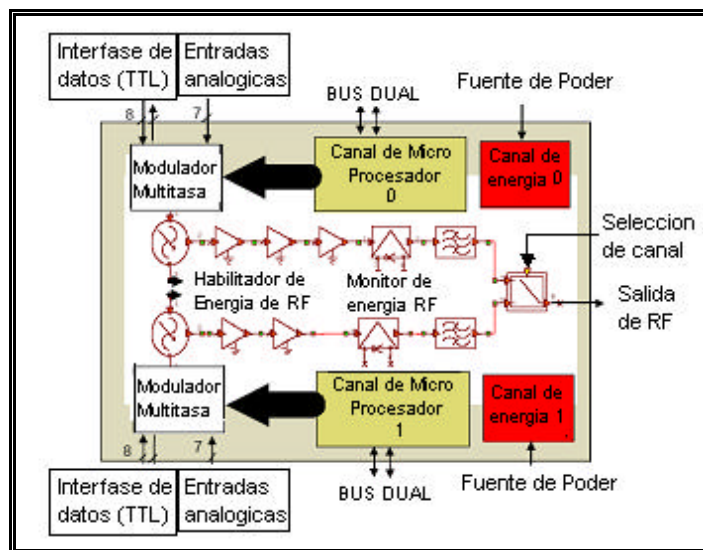 Interfase de
datos (TTL)
Entradas
analogicas
Fuente de Poder
BUS DUAL
8
7
Modulador
Multitasa
Canal de Micro
Procesador
0
Canal de
energia 0
Seleccion
de canal
Habilitador de
Energia de RF
Monitor de
energia RF
Salida
de RF
Modulador
Multitasa
Canal de Micro
Procesador
1
Canal de
energia 1
8
7
Interfase de
datos (TTL)
Entradas
analogicas
BUS DUAL
Fuente de Poder